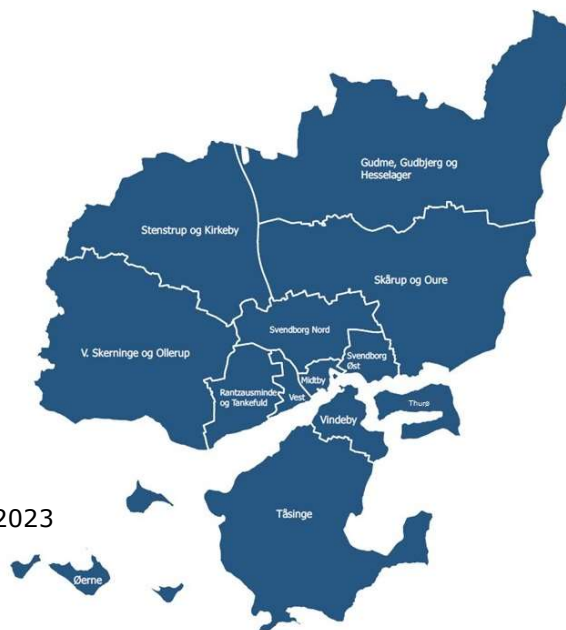 Gudme, Gudbjerg og
Hesselager
Stenstrup og Kirkeby
Skårup og Oure
Svendborg Nord
V. Skerninge og Ollerup
Svendborg
Øst
Midtby
Rantzausminde
og Tankefuld
Vest
Thurø
Vindeby
Tåsinge
2023
Øerne